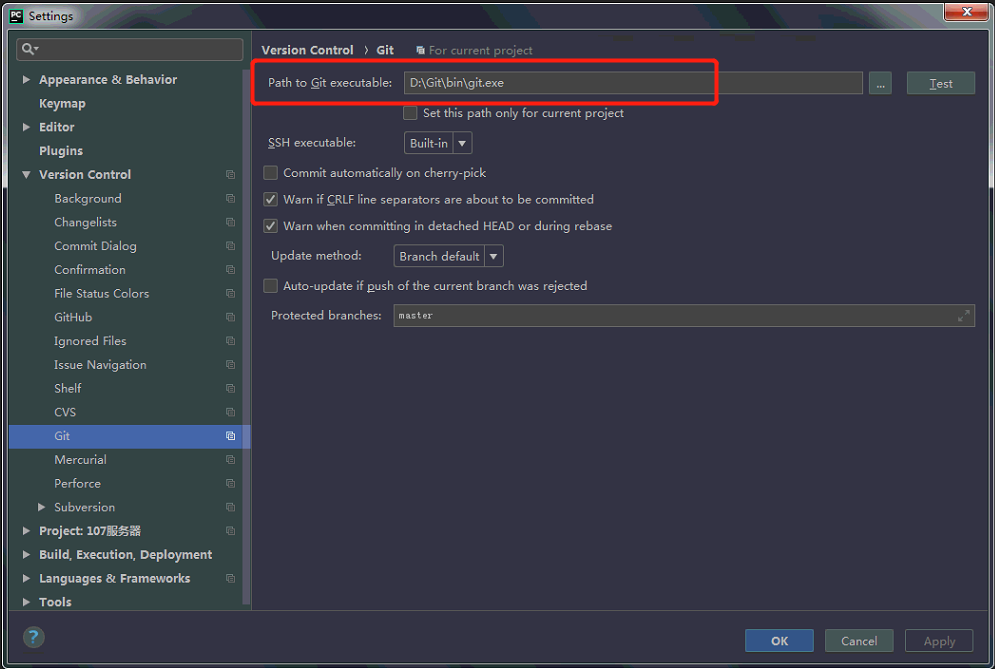 PC Settings
Version Control › Git For current project
Appearance & Behavior
Keymap
Editor
Plugins
Version Control
Background
Changelists
Commit Dialog
Confirmation
File Status Colors
GitHub
Ignored Files
Issue Navigation
Shelf
CVS
Git
Mercurial
Perforce
Subversion
Project: 107服务器
Build, Execution, Deployment
Languages & Frameworks
Tools
Path to Git executable: D:\Git\bin\git.exe ... Test
Set this path only for current project
SSH executable: Built-in
Commit automatically on cherry-pick
Warn if CRLF line separators are about to be committed
Warn when committing in detached HEAD or during rebase
Update method: Branch default
Auto-update if push of the current branch was rejected
Protected branches: master
? OK Cancel Apply